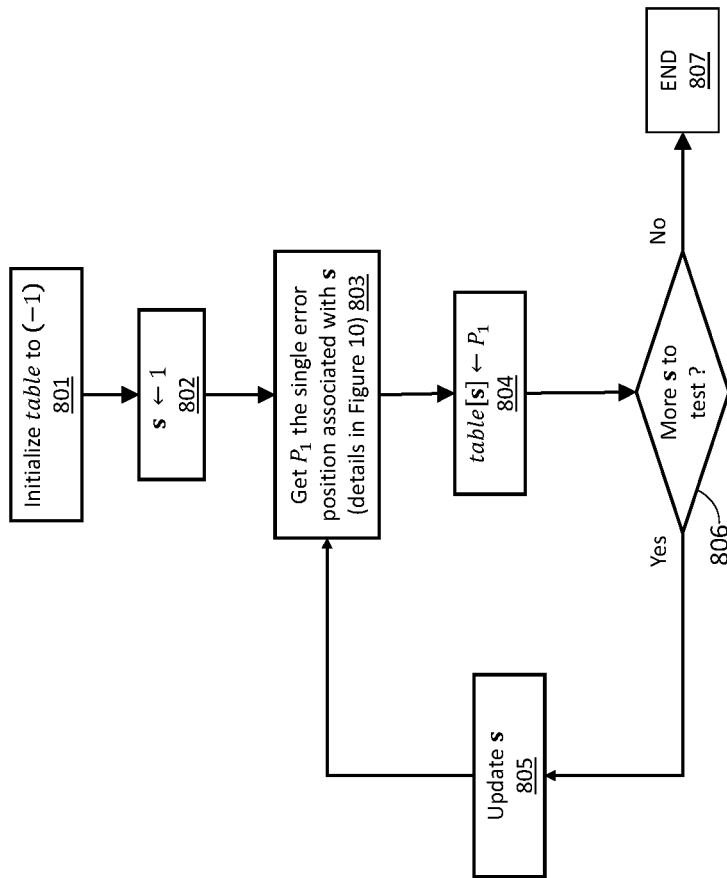 Initialize table to (−1)
801
s ← 1
802
Get P₁ the single error
position associated with s
(details in Figure 10) 803
table[s] ← P₁
804
More s to
test ?
806
Yes
No
Update s
805
END
807